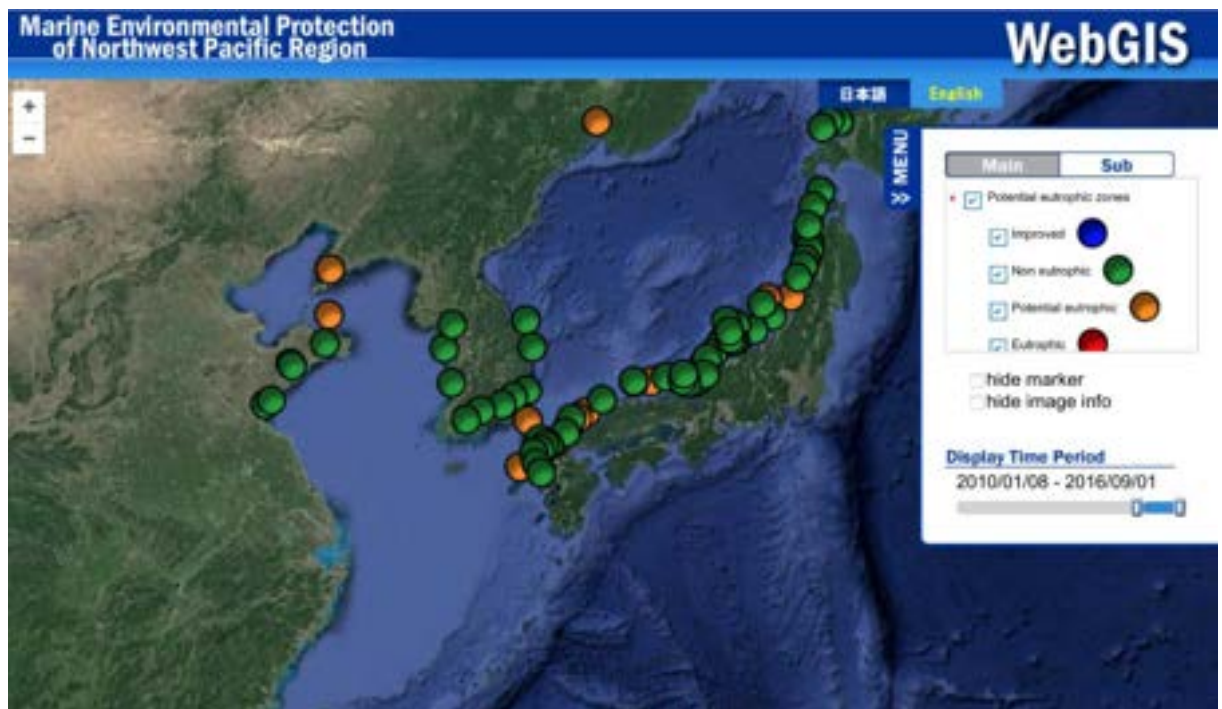 Marine Environmental Protection
of Northwest Pacific Region
WebGIS
+
−
日本語 English
>> MENU
Main Sub
Potential eutrophic zones
Improved
Non eutrophic
Potential eutrophic
Eutrophic
hide marker
hide image info
Display Time Period
2010/01/08 - 2016/09/01